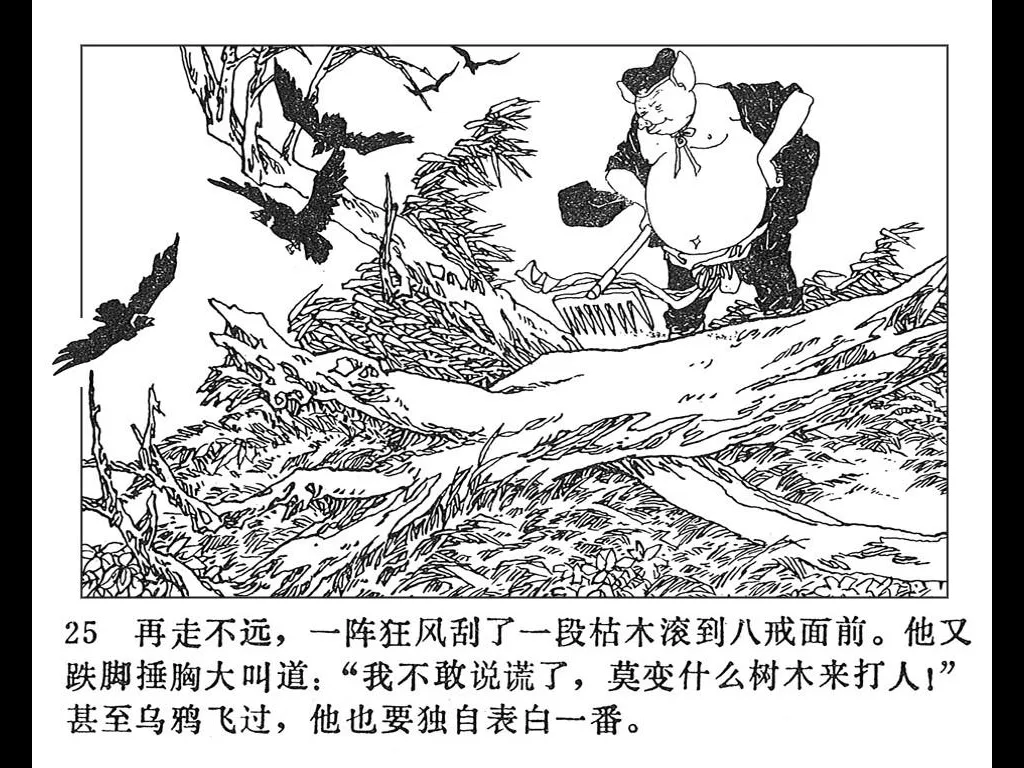 25 再走不远，一阵狂风刮了一段枯木滚到八戒面前。他又
跌脚捶胸大叫道：“我不敢说谎了，莫变什么树木来打人！”
甚至乌鸦飞过，他也要独自表白一番。